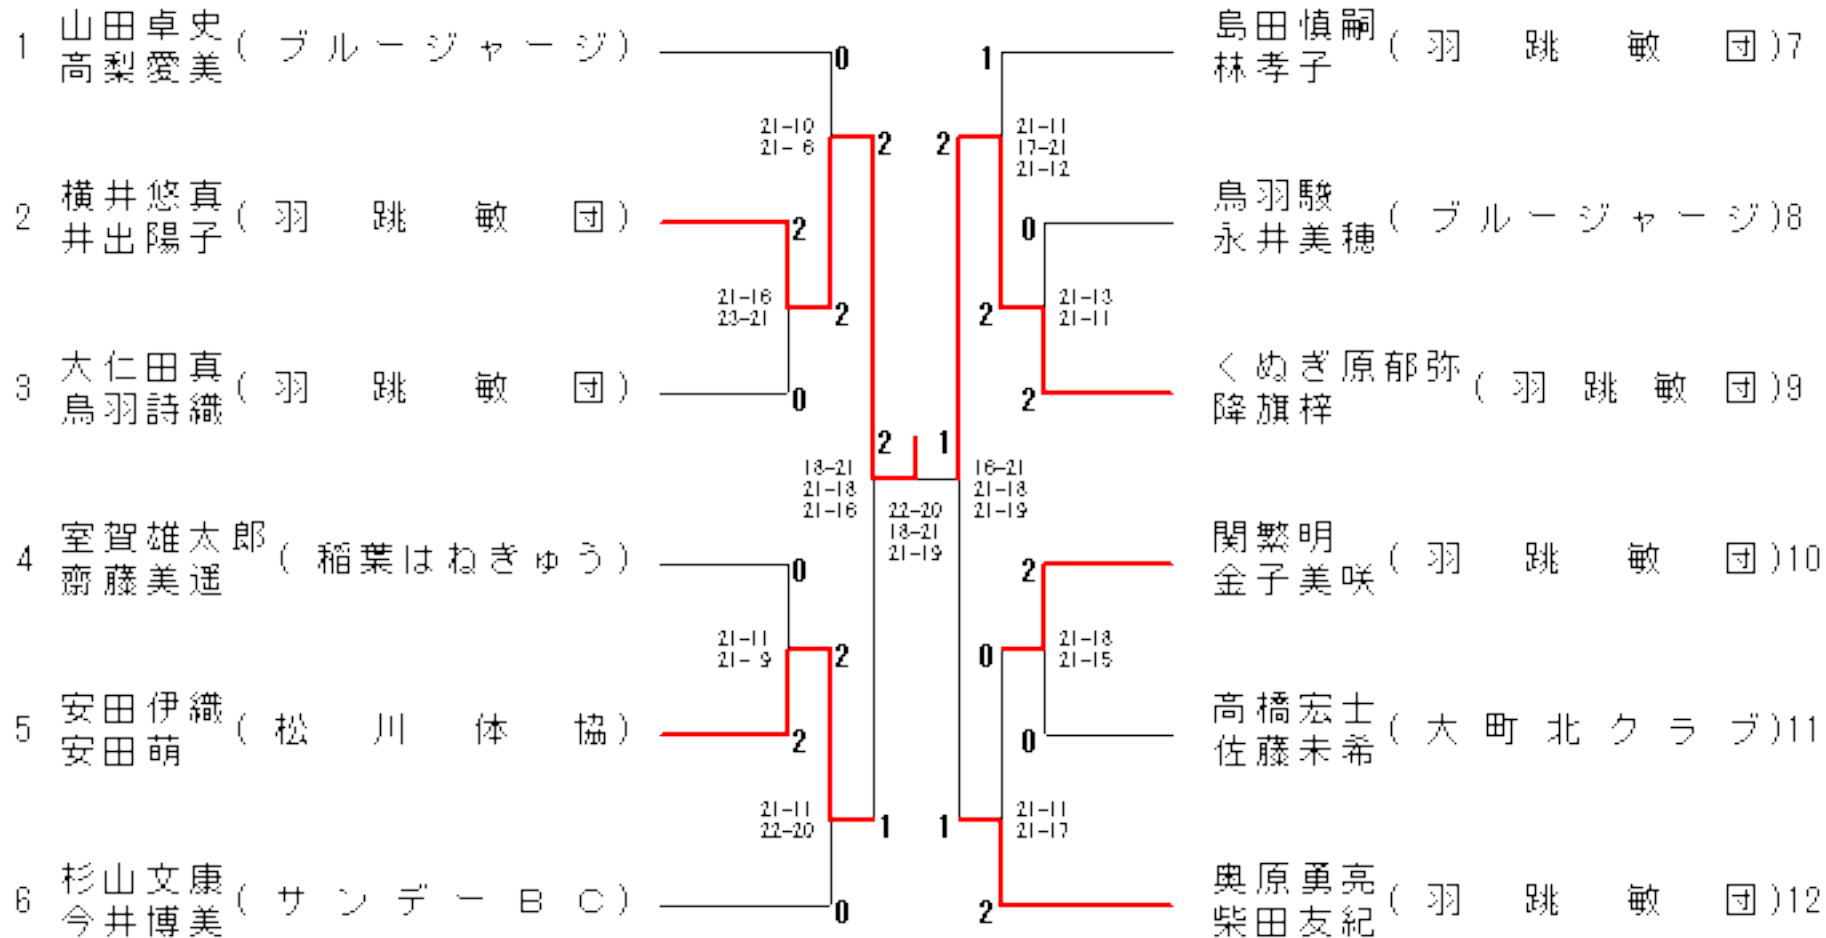 1 山田卓史 (ブルージャージ)
高梨愛美
0
21-10
21- 6
2
2 横井悠真 (羽跳敏団)
井出陽子
2
21-16
23-21
2
3 大仁田真 (羽跳敏団)
鳥羽詩織
0
2
18-21
21-18
21-16
4 室賀雄太郎 (稲葉はねきゅう)
齋藤美遥
0
21-11
21- 9
2
5 安田伊織 (松川体協)
安田萌
2
21-11
22-20
1
6 杉山文康 (サンデーBC)
今井博美
0
22-20
18-21
21-19
島田慎嗣 (羽跳敏団)7
林孝子
1
2
21-11
17-21
21-12
鳥羽駿 (ブルージャージ)8
永井美穂
0
2
21-13
21-11
くぬぎ原郁弥 (羽跳敏団)9
降旗梓
2
1
16-21
21-18
21-19
関繁明 (羽跳敏団)10
金子美咲
2
0
21-18
21-15
高橋宏士 (大町北クラブ)11
佐藤未希
0
1
21-11
21-17
奥原勇亮 (羽跳敏団)12
柴田友紀
2